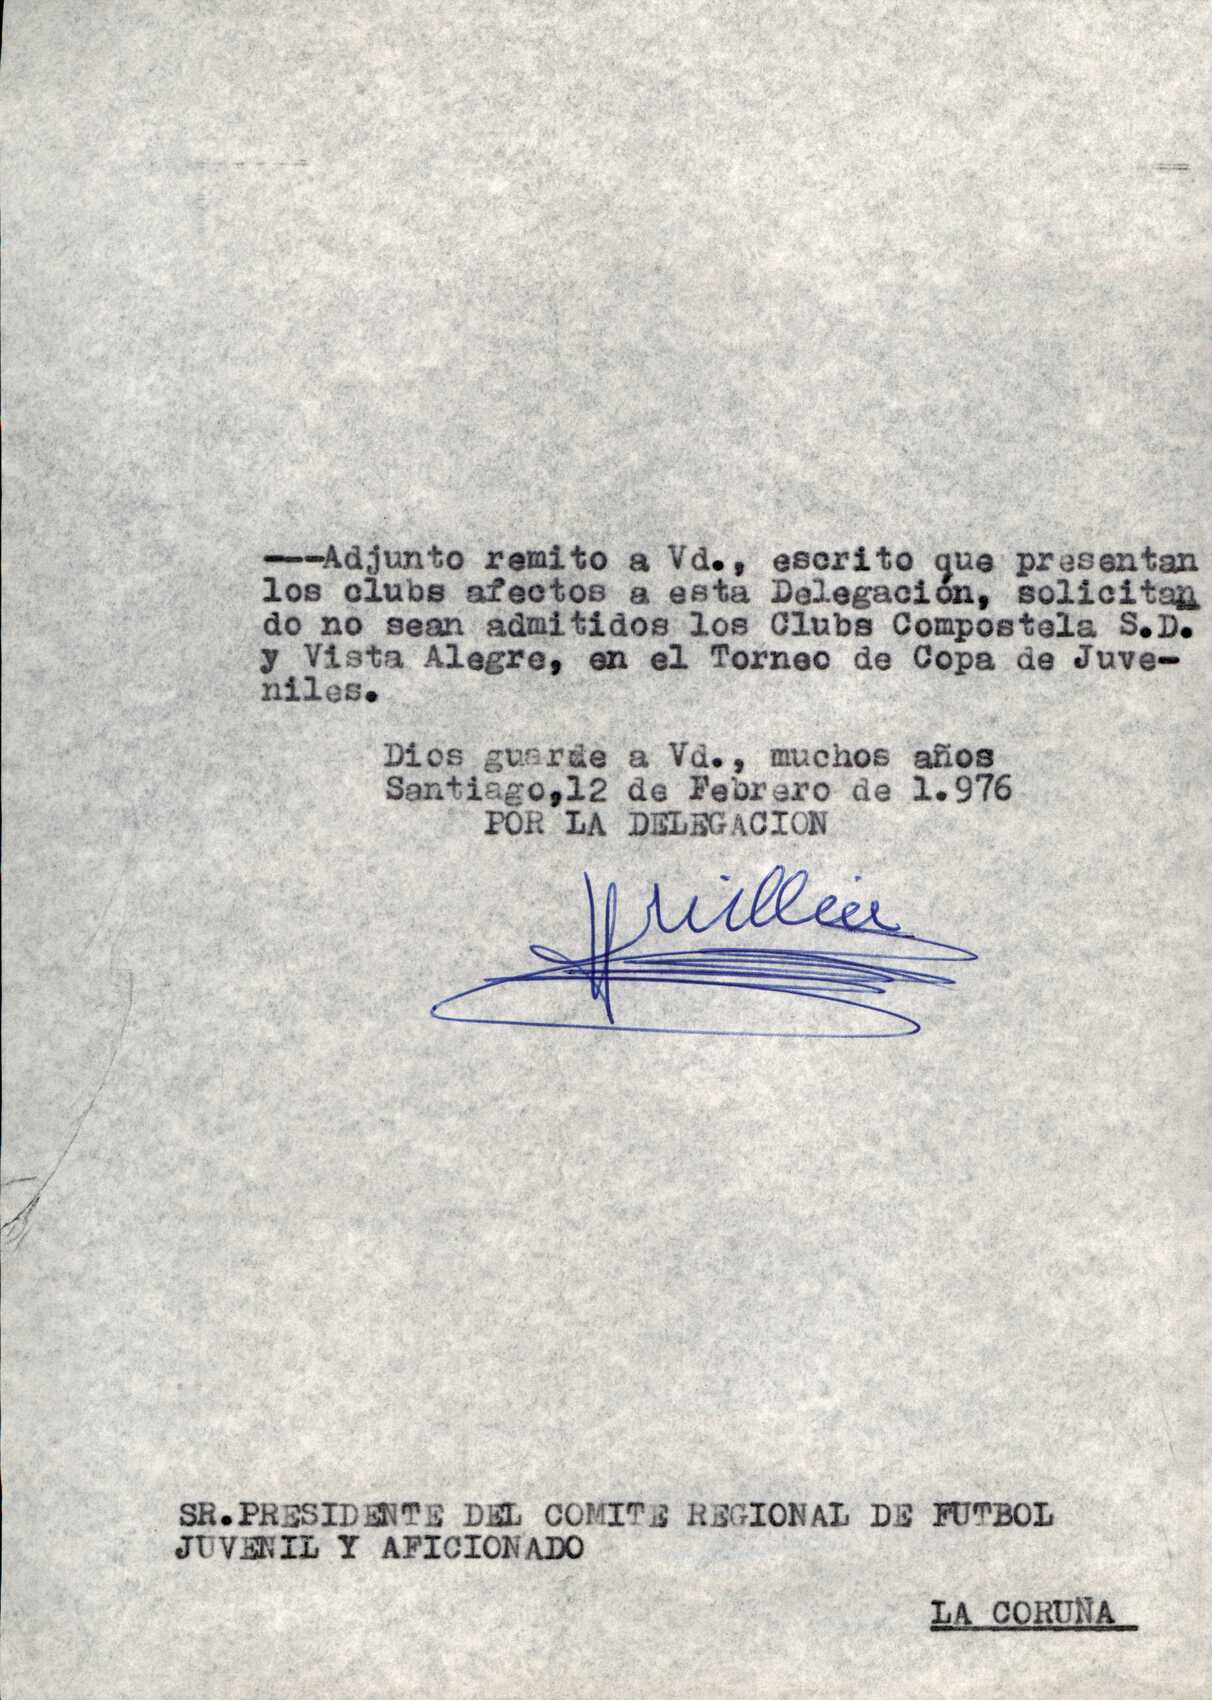 ---Adjunto remito a Vd., escrito que presentan
los clubs afectos a esta Delegación, solicitan
do no sean admitidos los Clubs Compostela S.D.
y Vista Alegre, en el Torneo de Copa de Juve-
niles.
Dios guarde a Vd., muchos años
Santiago,12 de Febrero de 1.976
POR LA DELEGACION
SR.PRESIDENTE DEL COMITE REGIONAL DE FUTBOL
JUVENIL Y AFICIONADO
LA CORUÑA